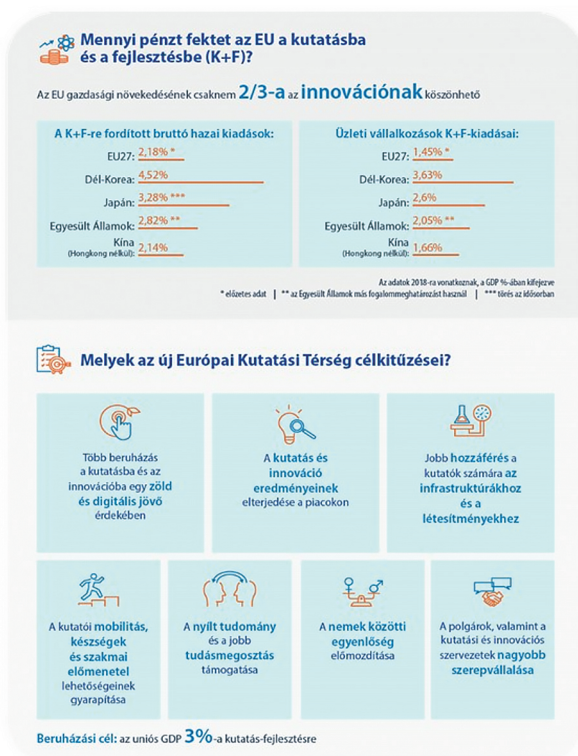 Mennyi pénzt fektet az EU a kutatásba
és a fejlesztésbe (K+F)?
Az EU gazdasági növekedésének csaknem 2/3-a az innovációnak köszönhető
A K+F-re fordított bruttó hazai kiadások:
EU27: 2,18% *
Dél-Korea: 4,52%
Japán: 3,28% ***
Egyesült Államok: 2,82% **
Kína
(Hongkong nélkül): 2,14%
Üzleti vállalkozások K+F-kiadásai:
EU27: 1,45% *
Dél-Korea: 3,63%
Japán: 2,6%
Egyesült Államok: 2,05% **
Kína
(Hongkong nélkül): 1,66%
Az adatok 2018-ra vonatkoznak, a GDP %-ában kifejezve
* előzetes adat | ** az Egyesült Államok más fogalommeghatározást használ | *** törés az idősorban
Melyek az új Európai Kutatási Térség célkitűzései?
Több beruházás
a kutatásba és az
innovációba egy zöld
és digitális jövő
érdekében
A kutatás és
innováció
eredményeinek
elterjedése a piacokon
Jobb hozzáférés a
kutatók számára az
infrastruktúrákhoz
és a
létesítményekhez
A kutatói mobilitás,
készségek
és szakmai
előmenetel
lehetőségeinek
gyarapítása
A nyílt tudomány
és a jobb
tudásmegosztás
támogatása
A nemek közötti
egyenlőség
előmozdítása
A polgárok, valamint a
kutatási és innovációs
szervezetek nagyobb
szerepvállalása
Beruházási cél: az uniós GDP 3%-a kutatás-fejlesztésre